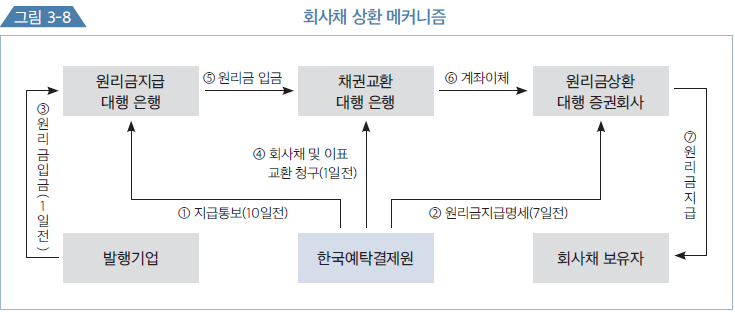 그림 3-8
회사채 상환 메커니즘
원리금지급
대행 은행
⑤ 원리금 입금
채권교환
대행 은행
⑥ 계좌이체
원리금상환
대행 증권회사
③원리금입금(1일전)
④ 회사채 및 이표
교환 청구(1일전)
⑦원리금지급
① 지급통보(10일전)
② 원리금지급명세(7일전)
발행기업
한국예탁결제원
회사채 보유자